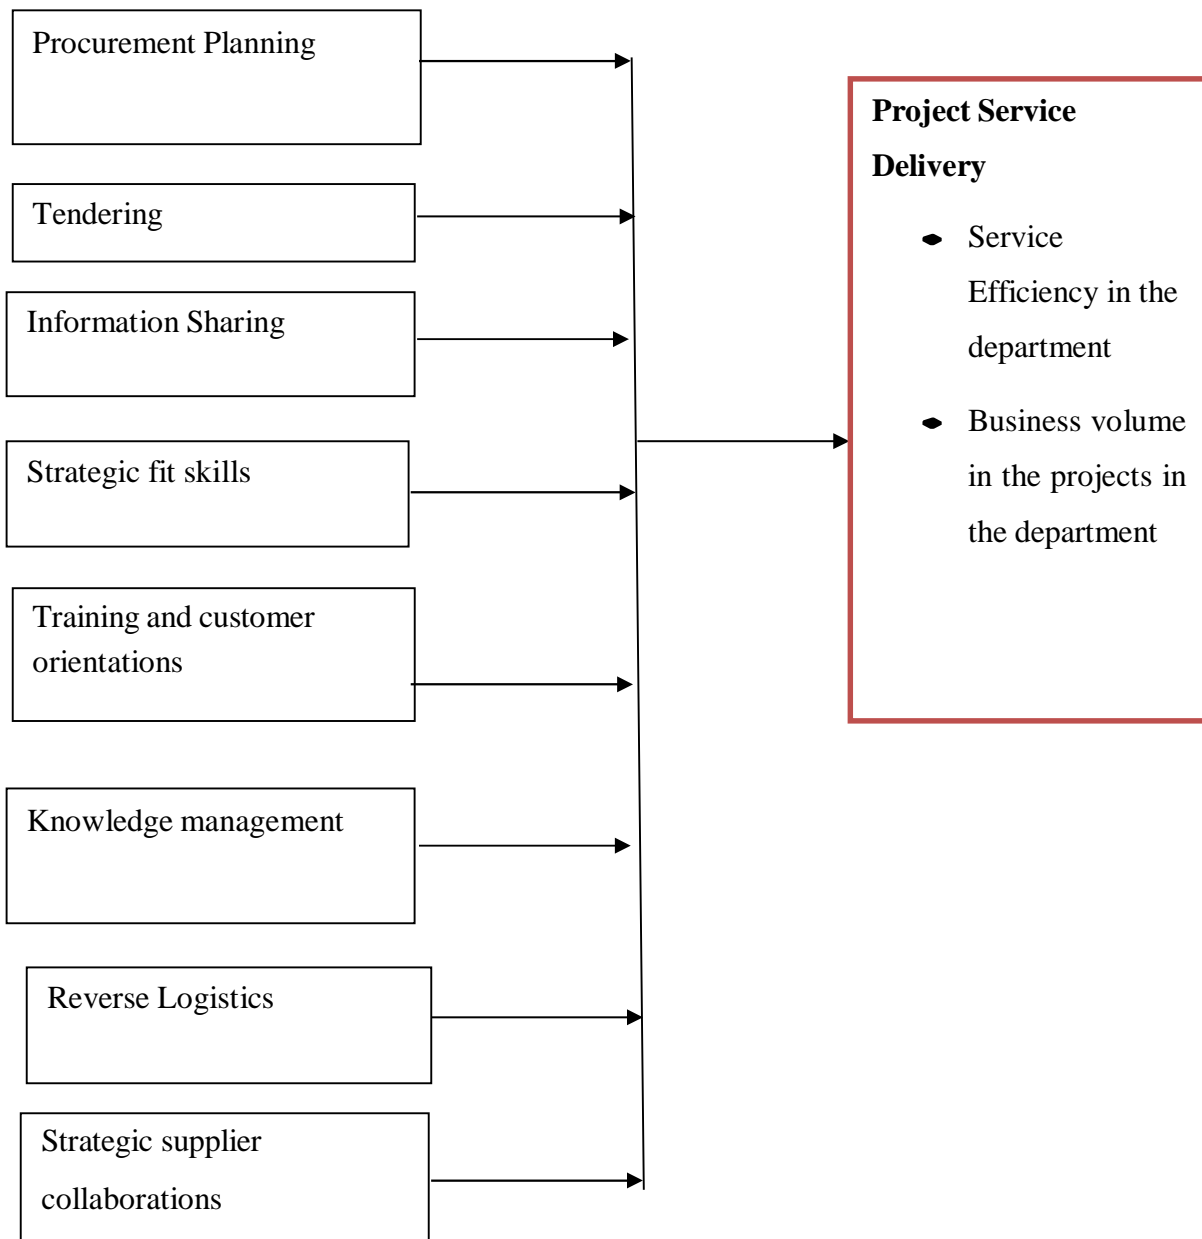 Procurement Planning
Tendering
Information Sharing
Strategic fit skills
Training and customer
orientations
Knowledge management
Reverse Logistics
Strategic supplier
collaborations
Project Service
Delivery
Service
Efficiency in the
department
Business volume
in the projects in
the department